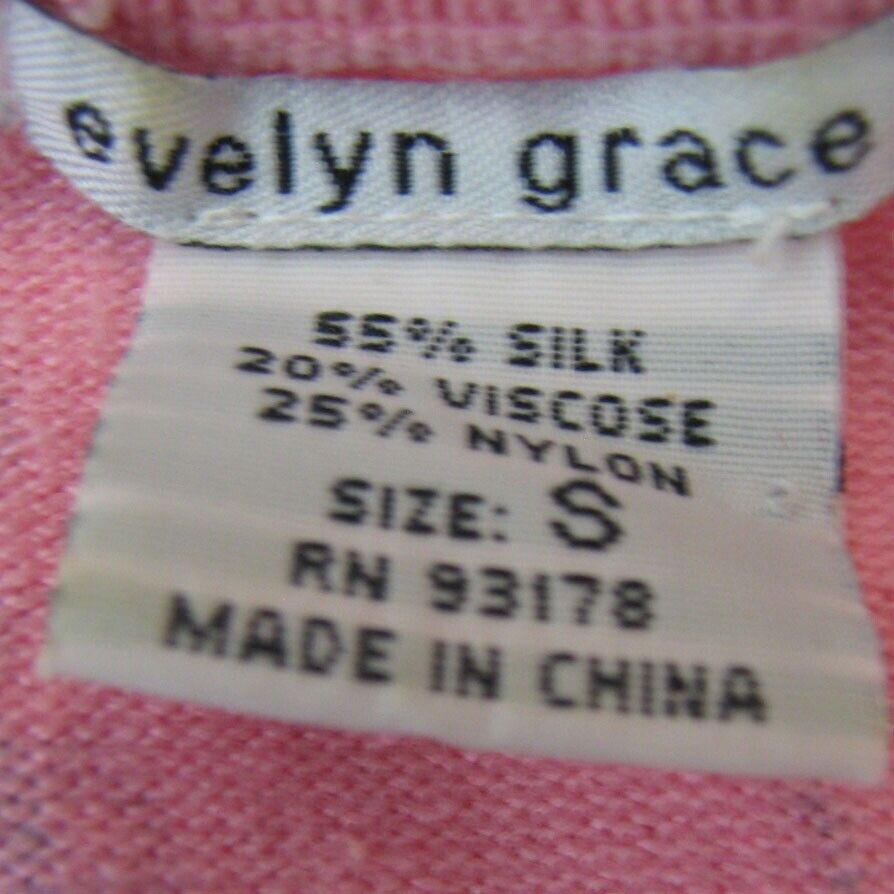 evelyn grace
55% SILK
20% VISCOSE
25% NYLON
SIZE: S
RN 93178
MADE IN CHINA